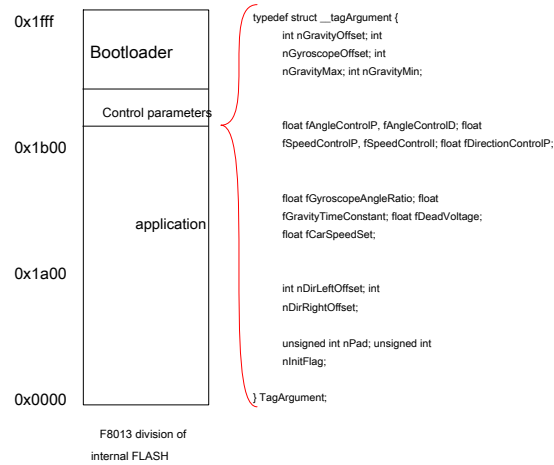 0x1fff
Bootloader
Control parameters
0x1b00
application
0x1a00
0x0000
F8013 division of
internal FLASH
typedef struct __tagArgument {
int nGravityOffset; int
nGyroscopeOffset; int
nGravityMax; int nGravityMin;
float fAngleControlP, fAngleControlD; float
fSpeedControlP, fSpeedControlI; float fDirectionControlP;
float fGyroscopeAngleRatio; float
fGravityTimeConstant; float fDeadVoltage;
float fCarSpeedSet;
int nDirLeftOffset; int
nDirRightOffset;
unsigned int nPad; unsigned int
nInitFlag;
} TagArgument;